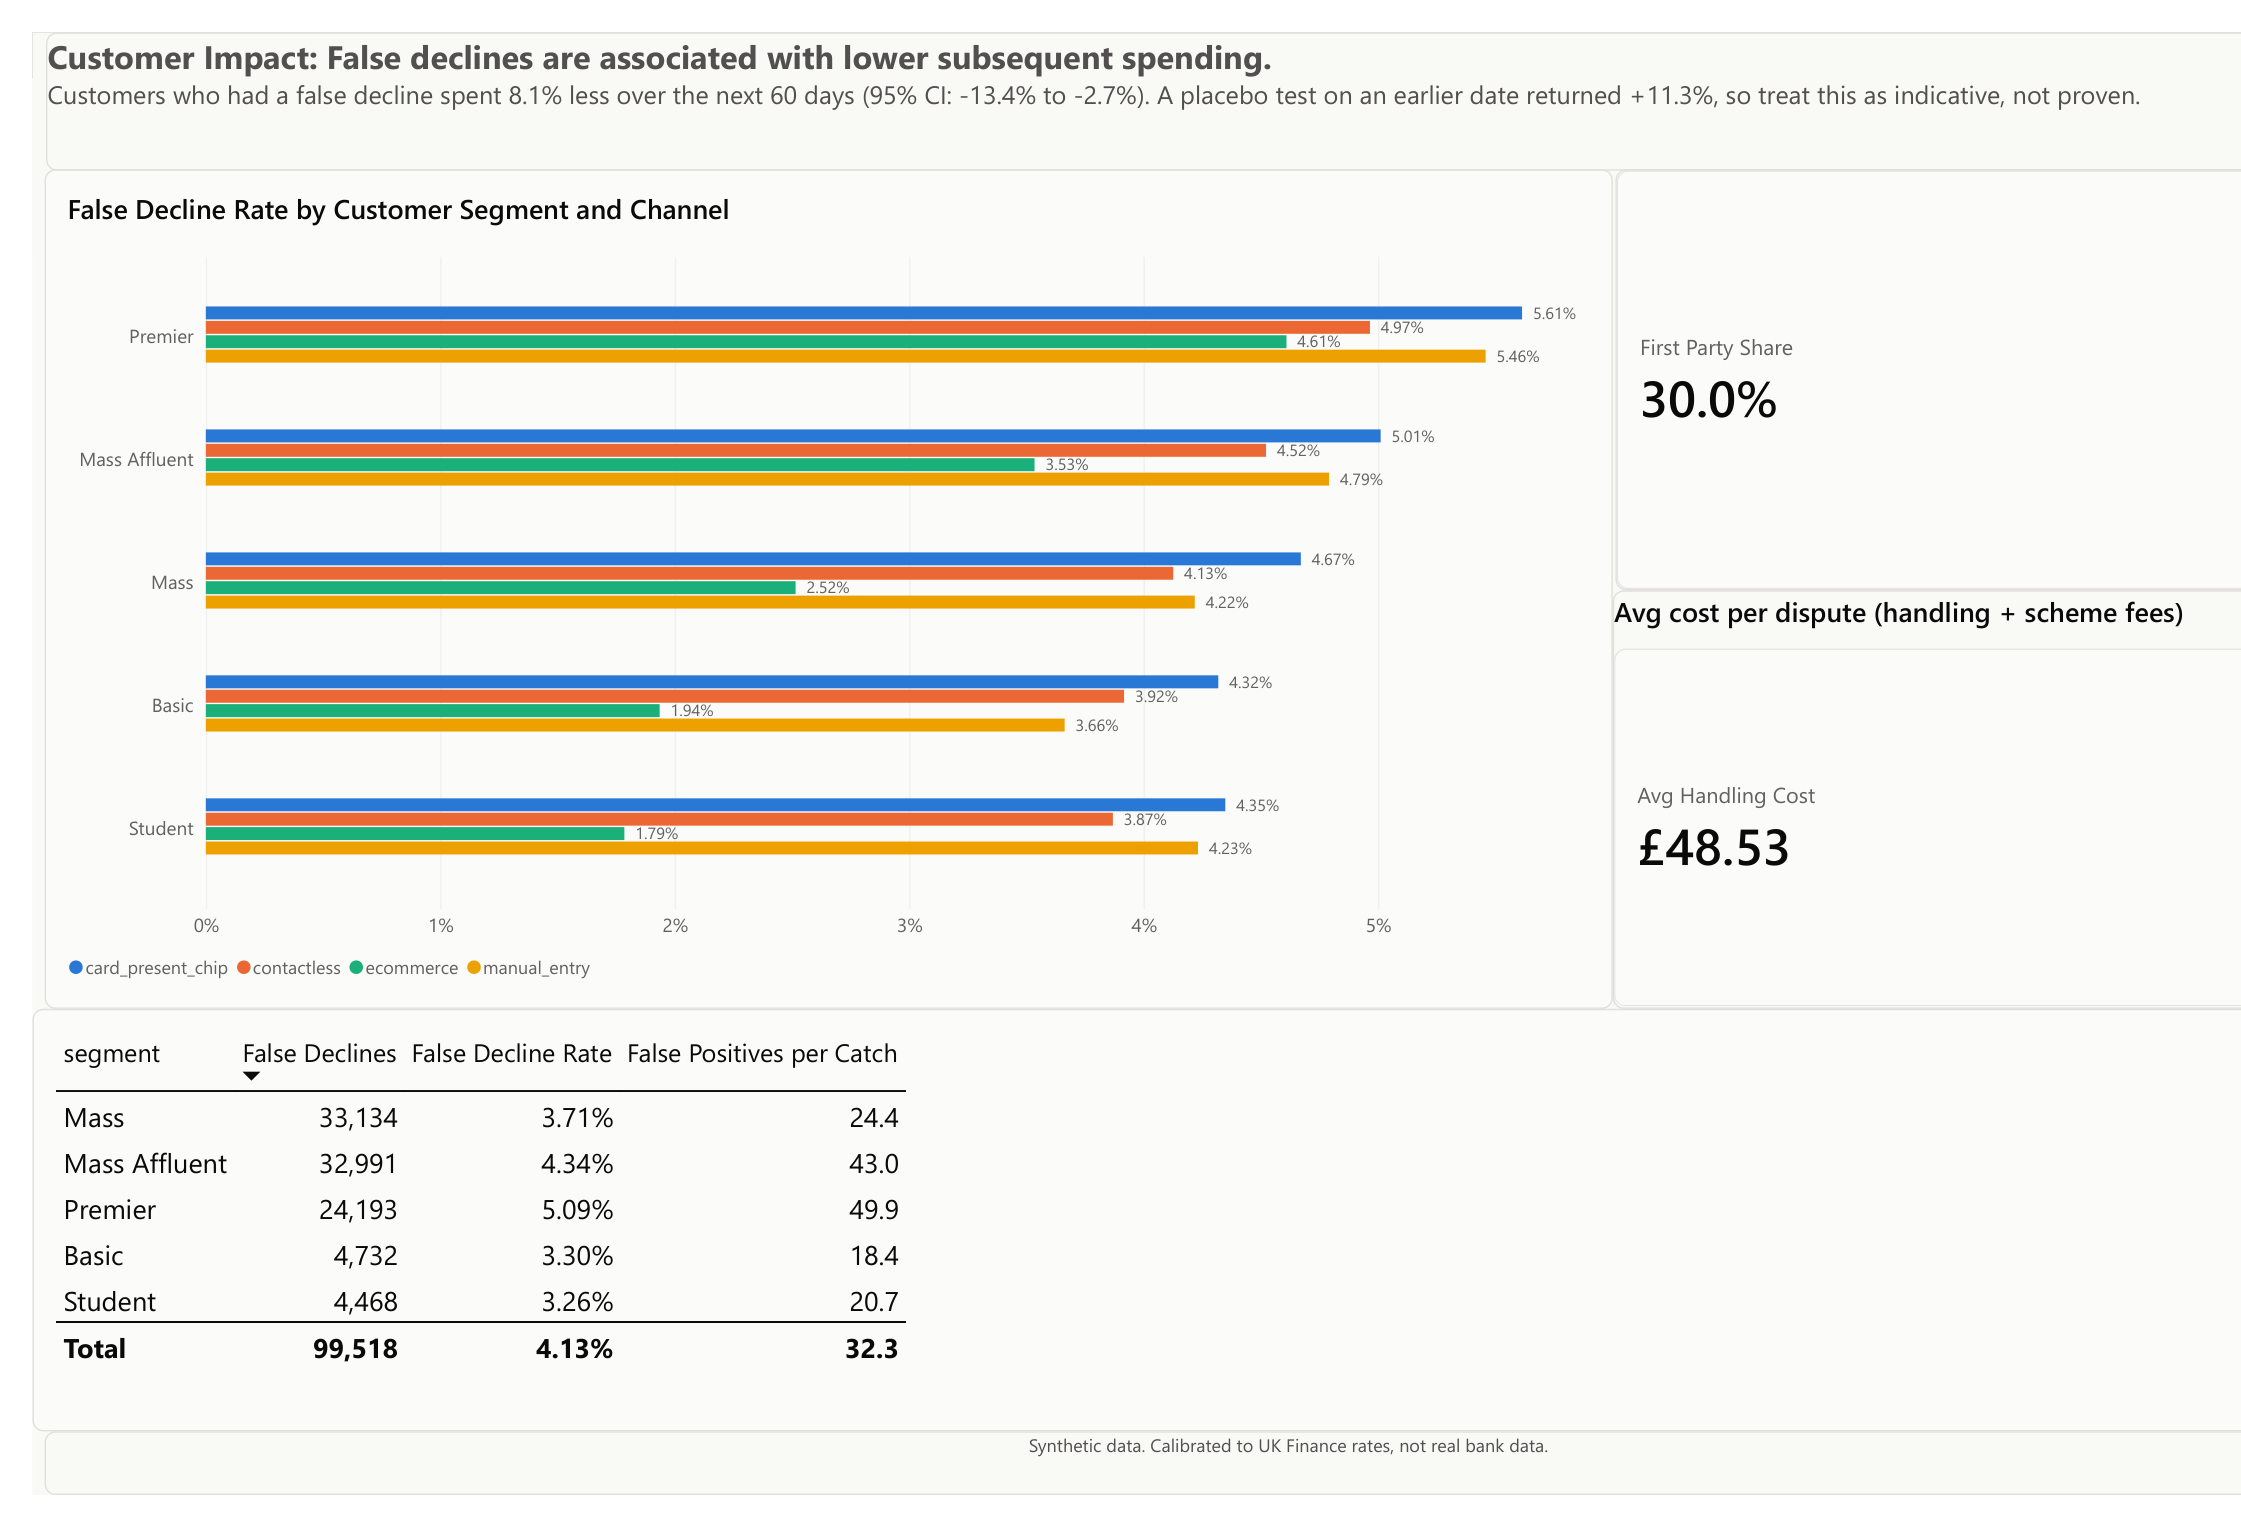 Customer Impact: False declines are associated with lower subsequent spending.
Customers who had a false decline spent 8.1% less over the next 60 days (95% CI: -13.4% to -2.7%). A placebo test on an earlier date returned +11.3%, so treat this as indicative, not proven.
False Decline Rate by Customer Segment and Channel
Premier
5.61%
4.97%
4.61%
5.46%
Mass Affluent
5.01%
4.52%
3.53%
4.79%
Mass
4.67%
4.13%
2.52%
4.22%
Basic
4.32%
3.92%
1.94%
3.66%
Student
4.35%
3.87%
1.79%
4.23%
0% 1% 2% 3% 4% 5%
card_present_chip contactless ecommerce manual_entry
First Party Share
30.0%
Avg cost per dispute (handling + scheme fees)
Avg Handling Cost
£48.53
segment False Declines False Decline Rate False Positives per Catch
Mass 33,134 3.71% 24.4
Mass Affluent 32,991 4.34% 43.0
Premier 24,193 5.09% 49.9
Basic 4,732 3.30% 18.4
Student 4,468 3.26% 20.7
Total 99,518 4.13% 32.3
Synthetic data. Calibrated to UK Finance rates, not real bank data.